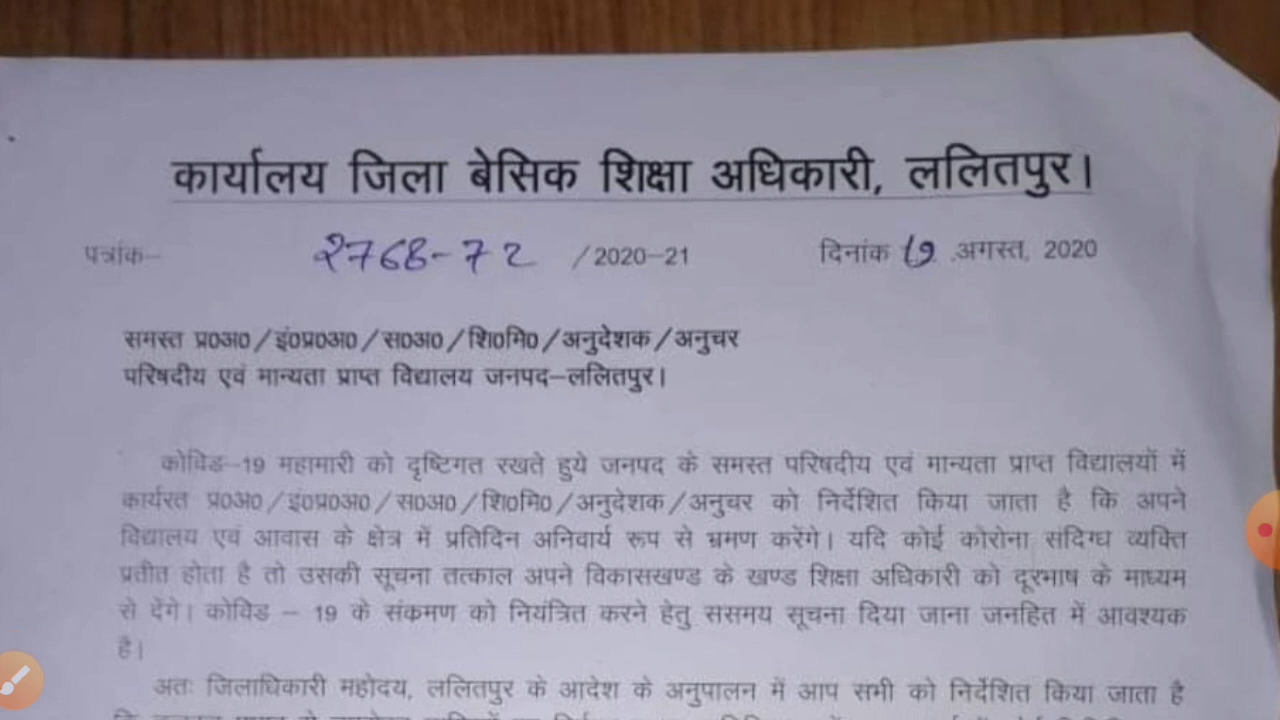 कार्यालय जिला बेसिक शिक्षा अधिकारी, ललितपुर।
पत्रांक– 2768-72 /2020–21 दिनांक 19 अगस्त, 2020
समस्त प्र0अ0/इं0प्र0अ0/स0अ0/शि0मि0/अनुदेशक/अनुचर
परिषदीय एवं मान्यता प्राप्त विद्यालय जनपद–ललितपुर।
कोविड–19 महामारी को दृष्टिगत रखते हुये जनपद के समस्त परिषदीय एवं मान्यता प्राप्त विद्यालयों में
कार्यरत प्र0अ0/इं0प्र0अ0/स0अ0/शि0मि0/अनुदेशक/अनुचर को निर्देशित किया जाता है कि अपने
विद्यालय एवं आवास के क्षेत्र में प्रतिदिन अनिवार्य रूप से भ्रमण करेंगे। यदि कोई कोरोना संदिग्ध व्यक्ति
प्रतीत होता है तो उसकी सूचना तत्काल अपने विकासखण्ड के खण्ड शिक्षा अधिकारी को दूरभाष के माध्यम
से देंगे। कोविड – 19 के संकमण को नियंत्रित करने हेतु ससमय सूचना दिया जाना जनहित में आवश्यक
है।
अतः जिलाधिकारी महोदय, ललितपुर के आदेश के अनुपालन में आप सभी को निर्देशित किया जाता है